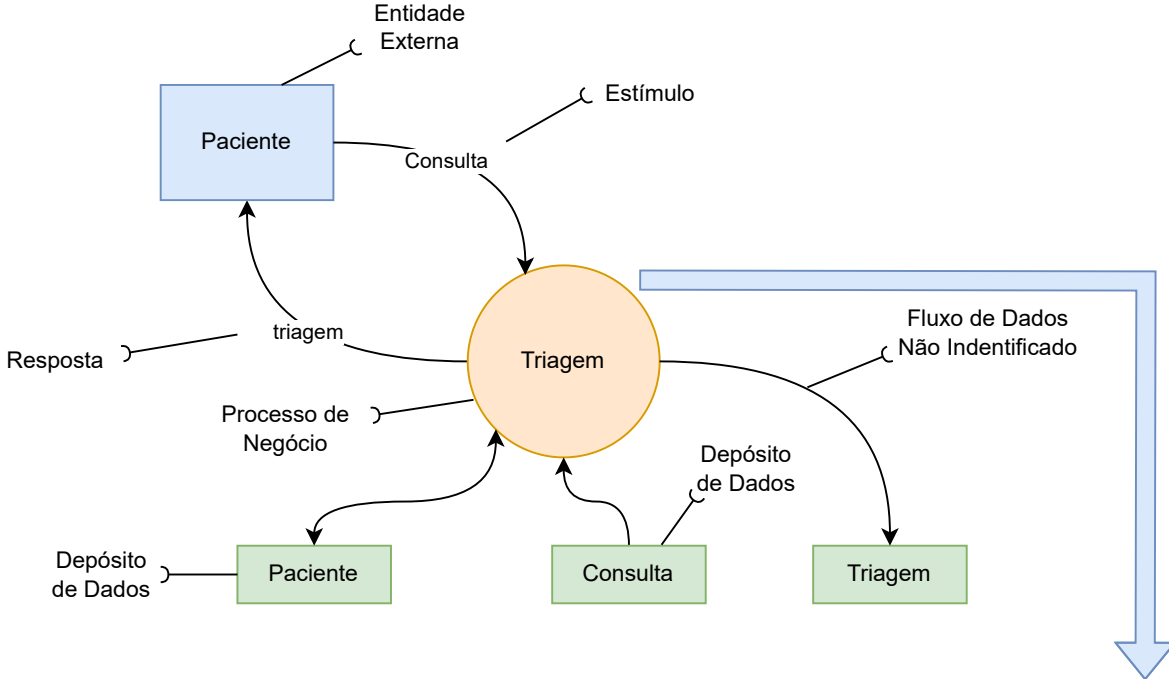 Entidade
Externa
Estímulo
Paciente
Consulta
triagem
Resposta
Triagem
Fluxo de Dados
Não Indentificado
Processo de
Negócio
Depósito
de Dados
Depósito
de Dados
Paciente
Consulta
Triagem